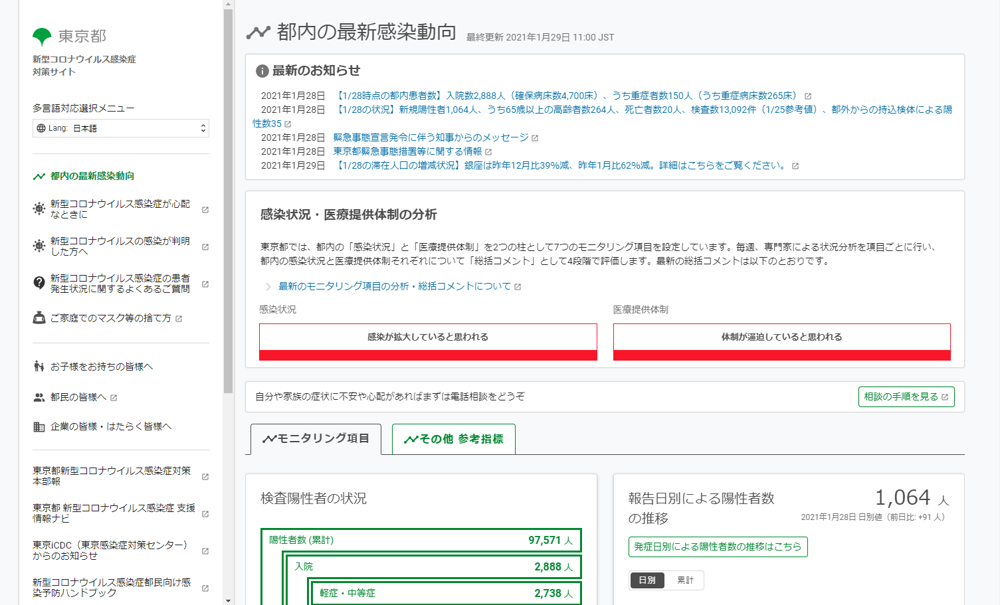 東京都
新型コロナウイルス感染症
対策サイト
多言語対応選択メニュー
Lang: 日本語
都内の最新感染動向
新型コロナウイルス感染症が心配
なときに
新型コロナウイルスの感染が判明
した方へ
新型コロナウイルス感染症の患者
発生状況に関するよくあるご質問
ご家庭でのマスク等の捨て方
お子様をお持ちの皆様へ
都民の皆様へ
企業の皆様・はたらく皆様へ
東京都新型コロナウイルス感染症対策
本部報
東京都 新型コロナウイルス感染症 支援
情報ナビ
東京iCDC（東京感染症対策センター）
からのお知らせ
新型コロナウイルス感染症都民向け感
染予防ハンドブック
都内の最新感染動向 最終更新 2021年1月29日 11:00 JST
最新のお知らせ
2021年1月28日 【1/28時点の都内患者数】入院数2,888人（確保病床数4,700床）、うち重症者数150人（うち重症病床数265床）
2021年1月28日 【1/28の状況】新規陽性者1,064人、うち65歳以上の高齢者数264人、死亡者数20人、検査数13,092件（1/25参考値）、都外からの持込検体による陽
性数35
2021年1月28日 緊急事態宣言発令に伴う知事からのメッセージ
2021年1月28日 東京都緊急事態措置等に関する情報
2021年1月29日 【1/28の滞在人口の増減状況】銀座は昨年12月比39％減、昨年1月比62％減。詳細はこちらをご覧ください。
感染状況・医療提供体制の分析
東京都では、都内の「感染状況」と「医療提供体制」を2つの柱として7つのモニタリング項目を設定しています。毎週、専門家による状況分析を項目ごとに行い、
都内の感染状況と医療提供体制それぞれについて「総括コメント」として4段階で評価します。最新の総括コメントは以下のとおりです。
最新のモニタリング項目の分析・総括コメントについて
感染状況
感染が拡大していると思われる
医療提供体制
体制が逼迫していると思われる
自分や家族の症状に不安や心配があればまずは電話相談をどうぞ
相談の手順を見る
モニタリング項目
その他 参考指標
検査陽性者の状況
陽性者数 (累計) 97,571 人
入院 2,888 人
軽症・中等症 2,738 人
報告日別による陽性者数
の推移
1,064 人
2021年1月28日 日別値（前日比: +91 人）
発症日別による陽性者数の推移はこちら
日別 累計